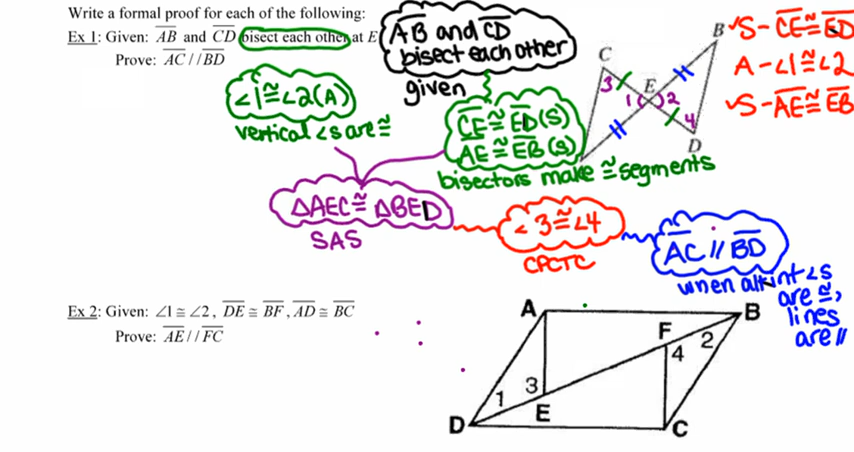 Write a formal proof for each of the following:
Ex 1: Given: AB and CD bisect each other at E
Prove: AC//BD
AB and CD
bisect each other
given
∠1≅∠2(A)
vertical ∠s are ≅
CE≅ED(S)
AE≅EB(S)
bisectors make ≅ segments
B
C
E
3
1
2
4
D
✓S-CE≅ED
A-∠1≅∠2
✓S-AE≅EB
△AEC≅△BED
SAS
∠3≅∠4
CPCTC
AC//BD
when alt int ∠s
are ≅,
lines
are //
Ex 2: Given: ∠1 ≅ ∠2, DE ≅ BF, AD ≅ BC
Prove: AE//FC
A
B
F
2
4
3
1
E
D
C